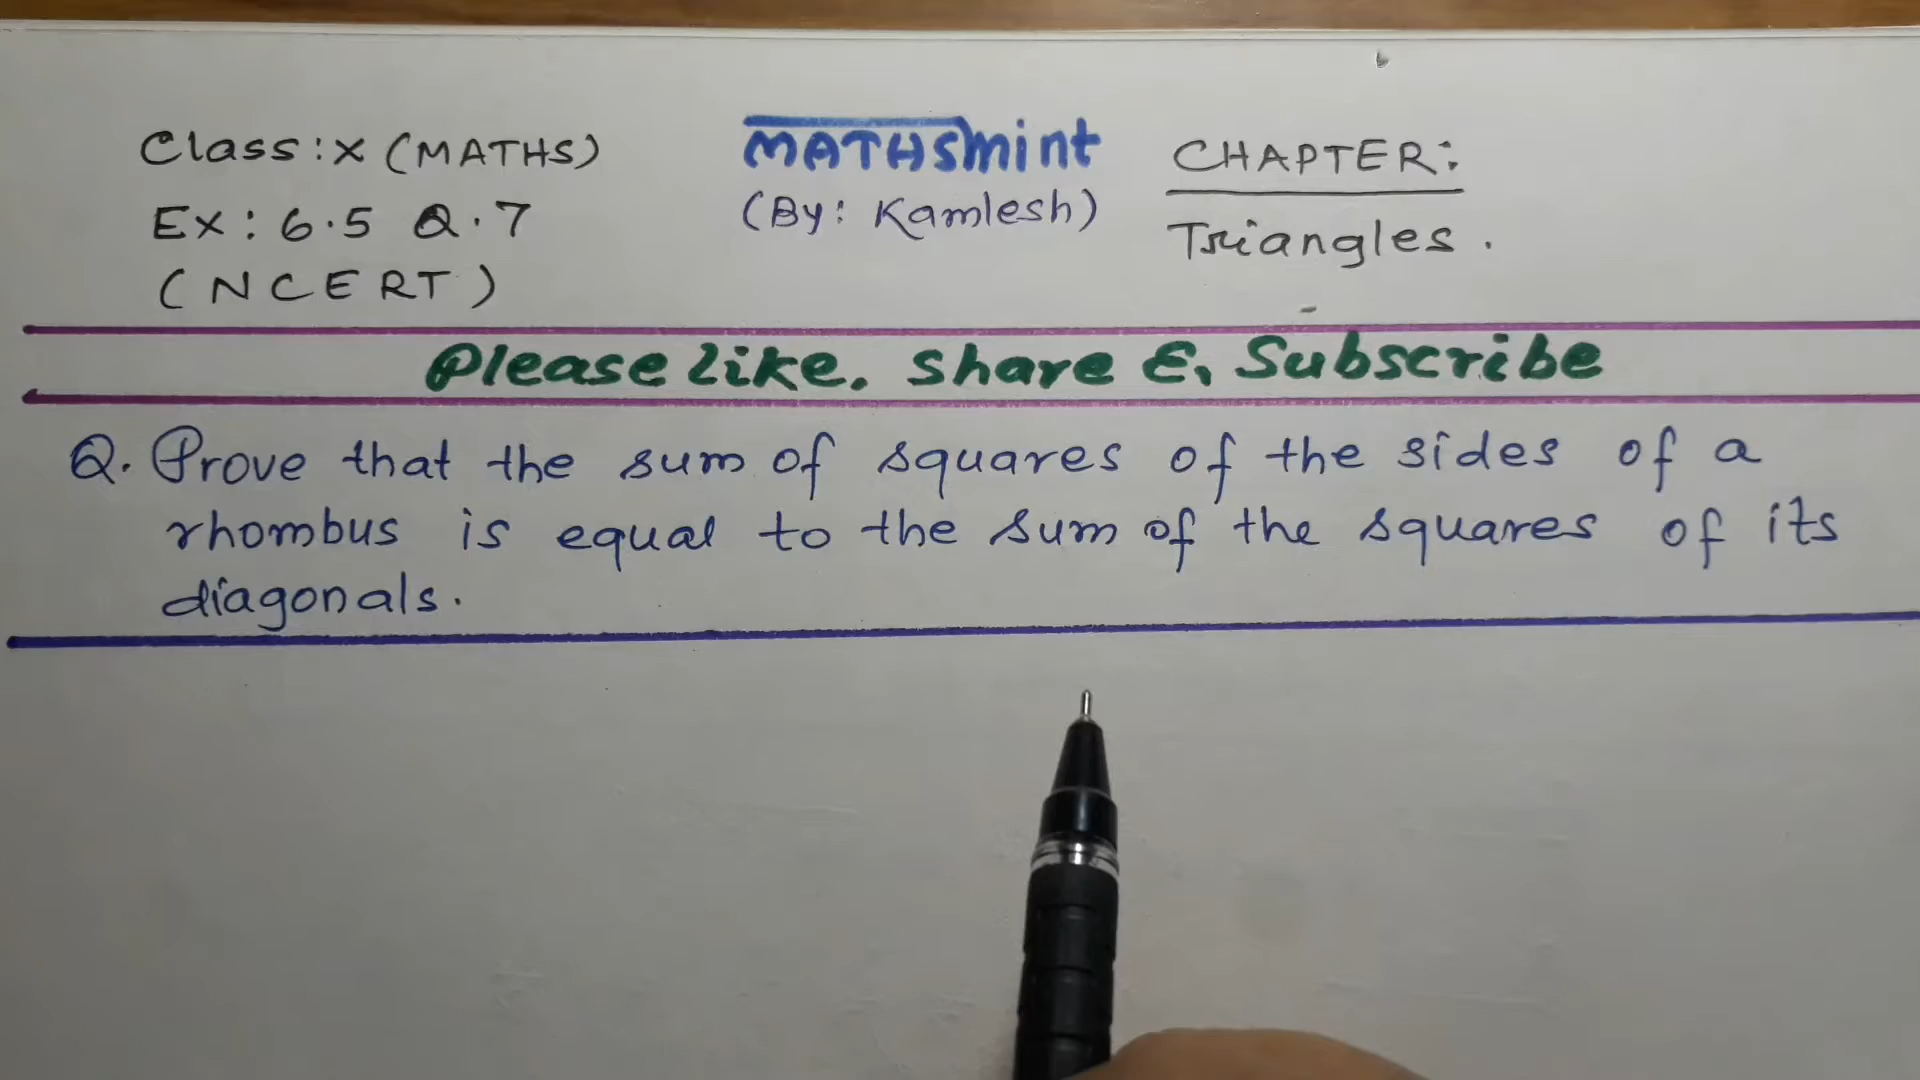 Class: X (MATHS)
Ex: 6.5 Q.7
(NCERT)
MATHSmint
(By: Kamlesh)
CHAPTER:
Triangles.
Please Like. Share & Subscribe
Q. Prove that the sum of squares of the sides of a
rhombus is equal to the sum of the squares of its
diagonals.